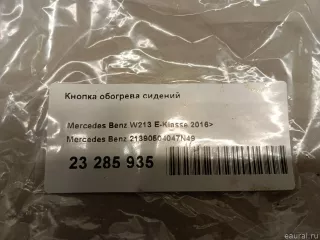 Кнопка обогрева сидений
Mercedes Benz W213 E-Klasse 2016>
Mercedes Benz 21390504047N49
23 285 935
eaural.ru